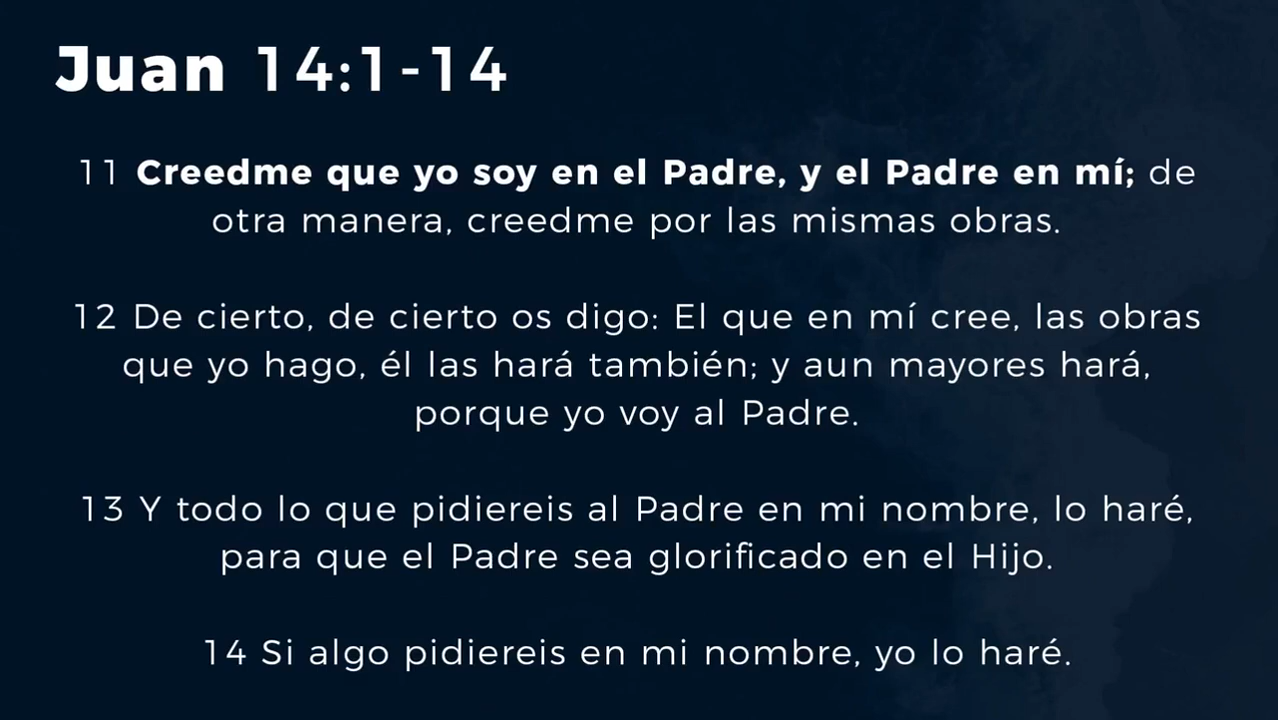 Juan 14:1-14
11 Creedme que yo soy en el Padre, y el Padre en mí; de
otra manera, creedme por las mismas obras.
12 De cierto, de cierto os digo: El que en mí cree, las obras
que yo hago, él las hará también; y aun mayores hará,
porque yo voy al Padre.
13 Y todo lo que pidiereis al Padre en mi nombre, lo haré,
para que el Padre sea glorificado en el Hijo.
14 Si algo pidiereis en mi nombre, yo lo haré.